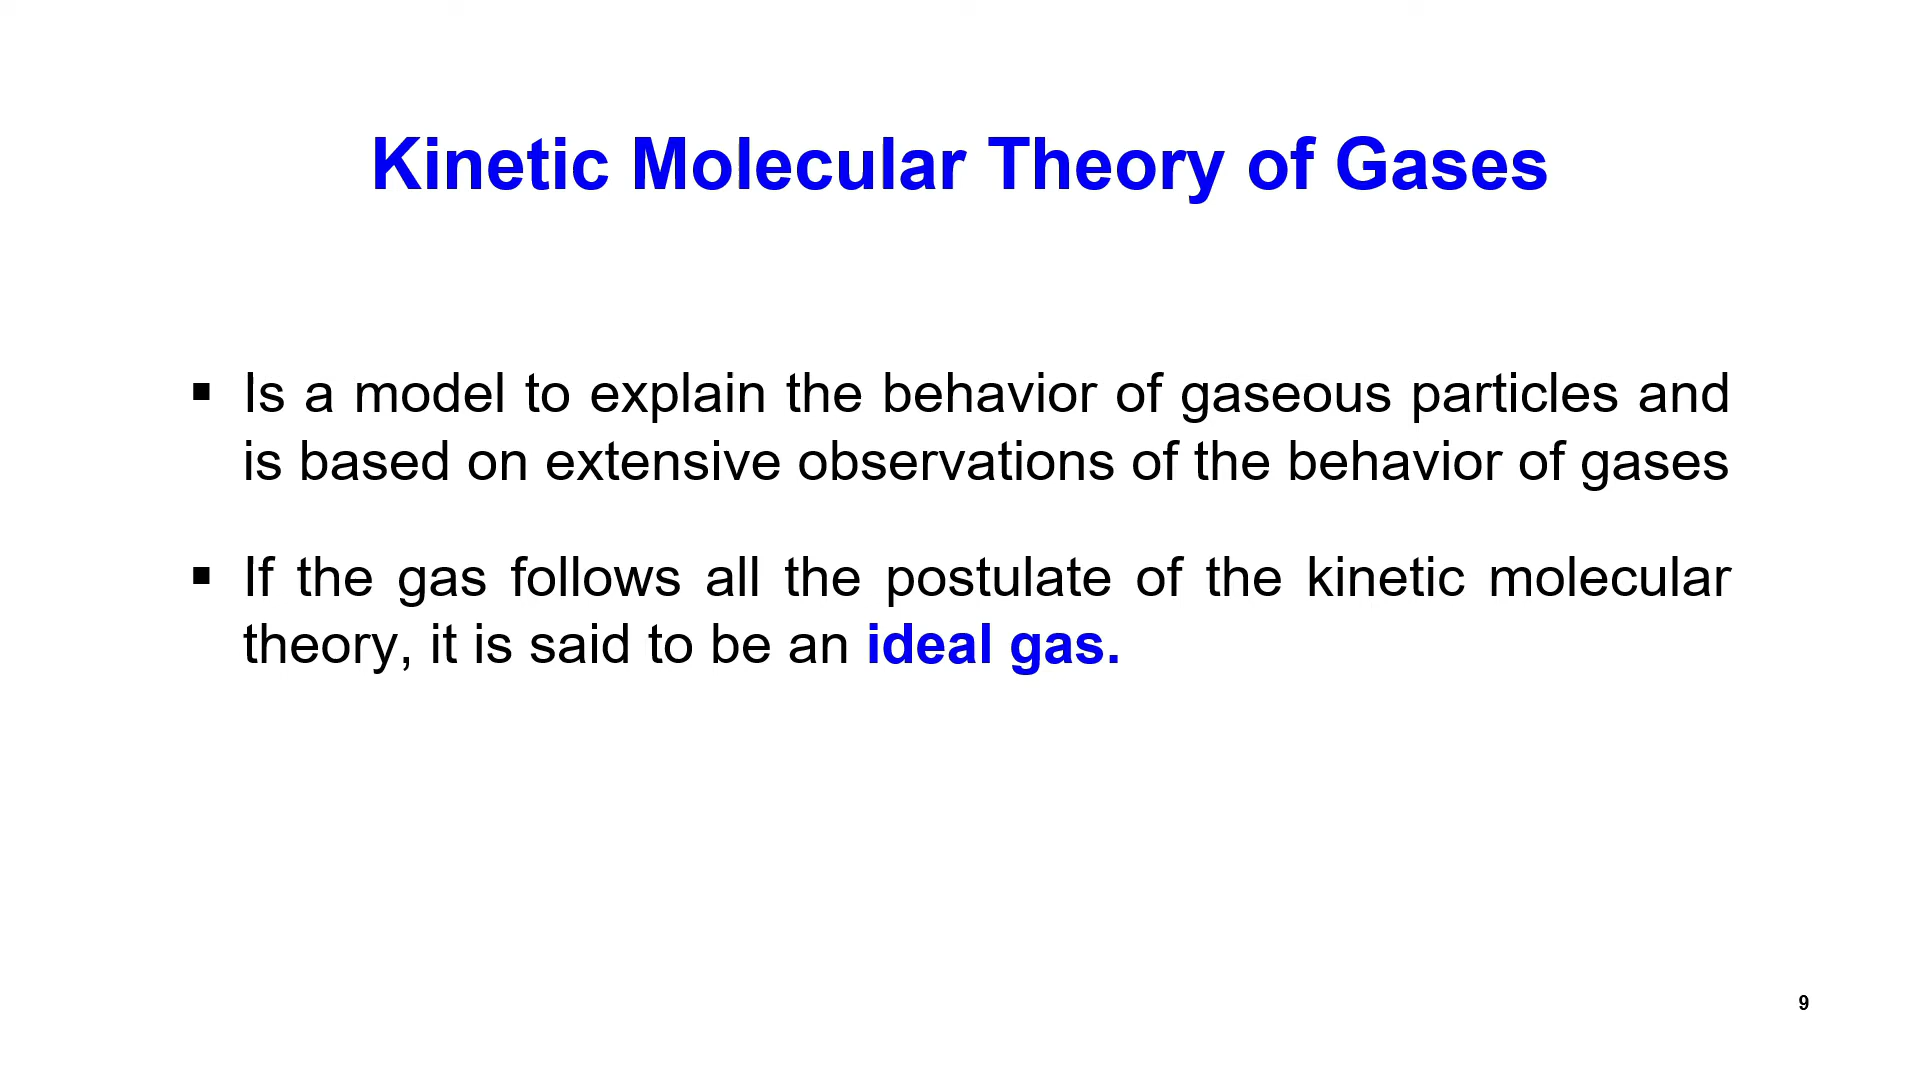 Kinetic Molecular Theory of Gases
▪ Is a model to explain the behavior of gaseous particles and
is based on extensive observations of the behavior of gases
▪ If the gas follows all the postulate of the kinetic molecular
theory, it is said to be an ideal gas.
9